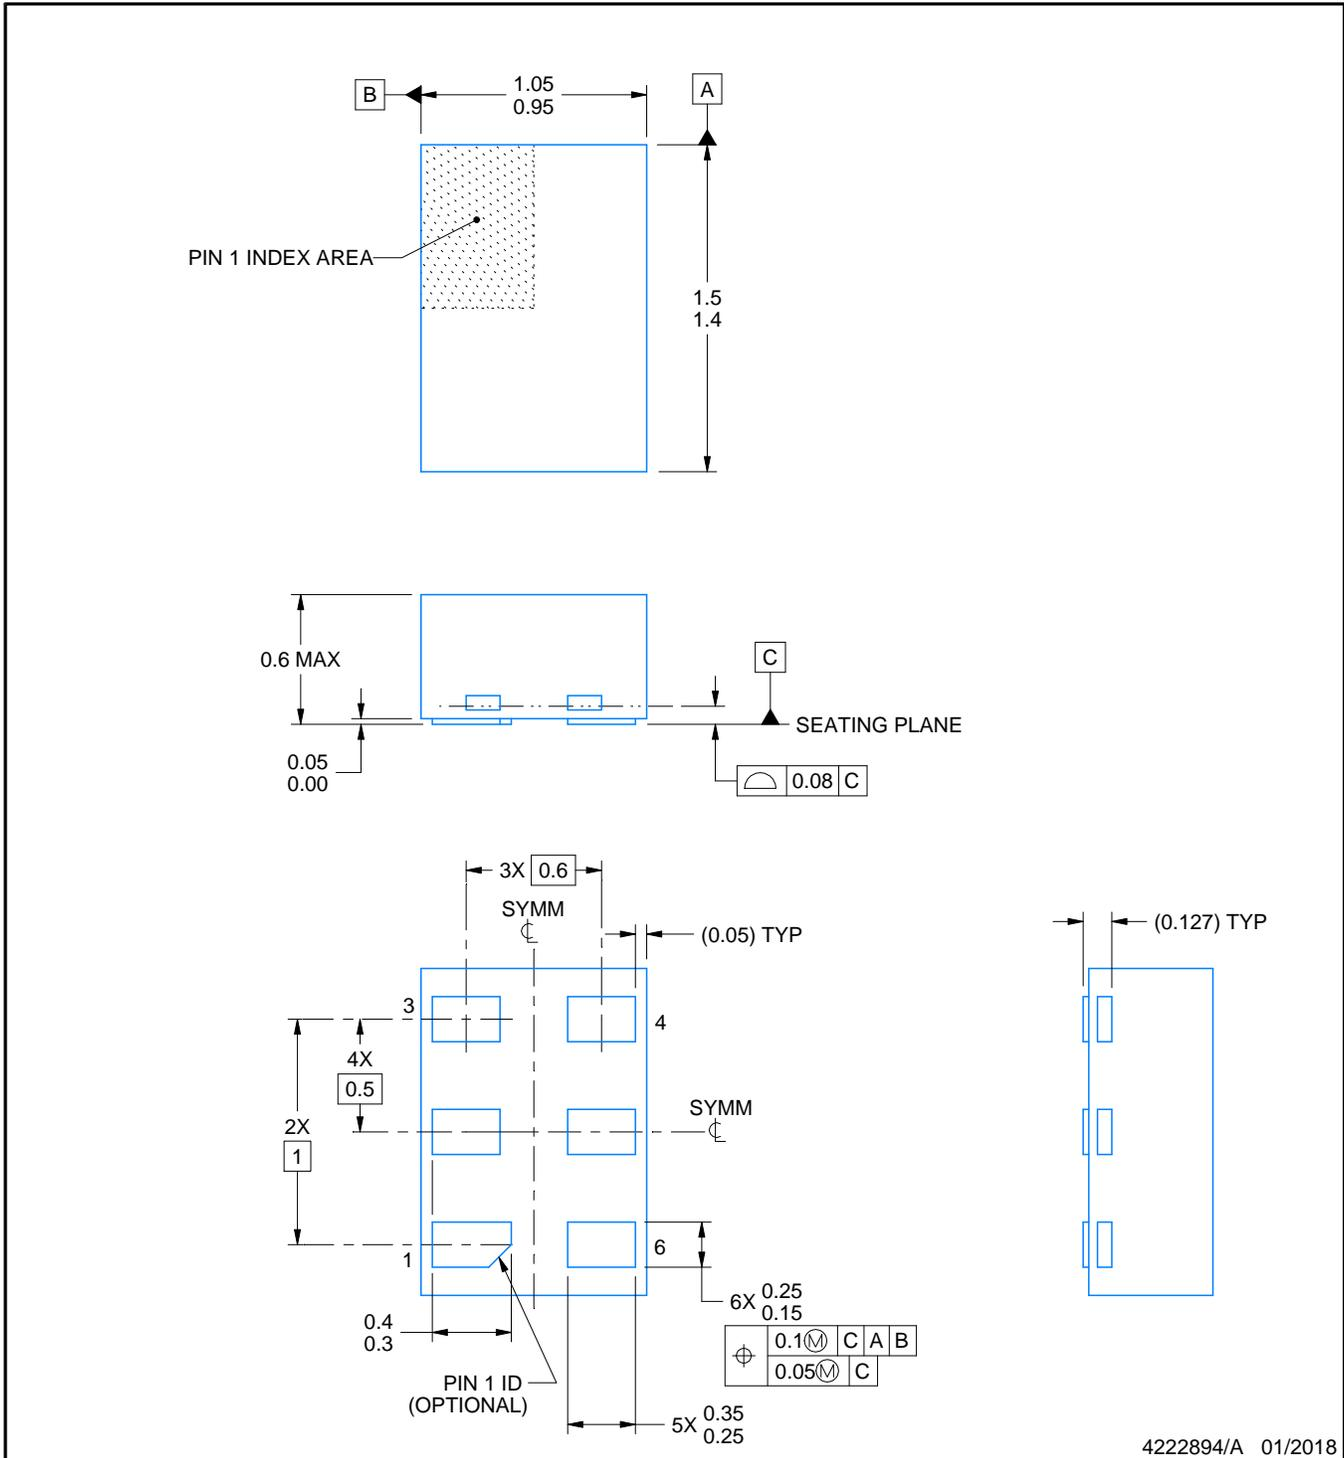 B
1.05
0.95
A
PIN 1 INDEX AREA
1.5
1.4
0.6 MAX
C
SEATING PLANE
0.05
0.00
0.08 C
3X 0.6
SYMM
(0.05) TYP
(0.127) TYP
3
4
4X
0.5
SYMM
2X
1
1
6
6X 0.25
0.15
0.4
0.3
0.1Ⓜ C A B
0.05Ⓜ C
PIN 1 ID
(OPTIONAL)
5X 0.35
0.25
4222894/A 01/2018